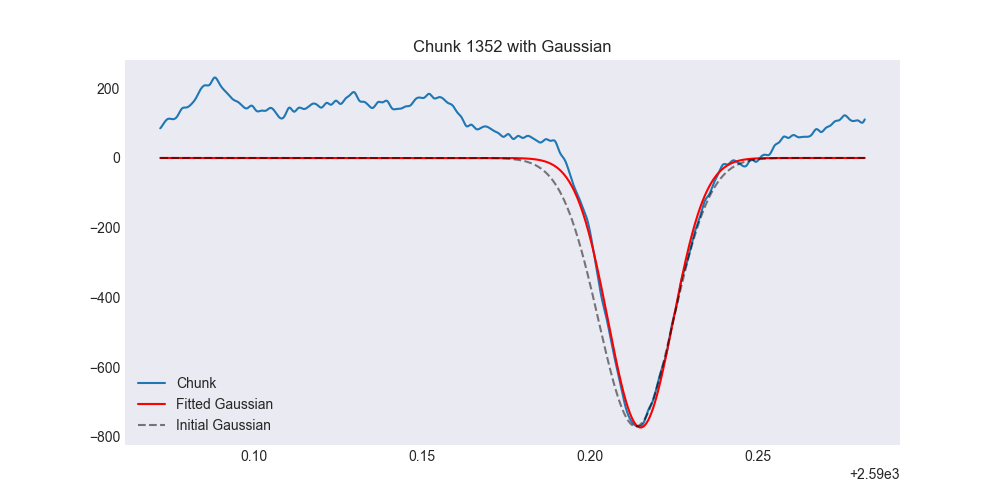 Chunk 1352 with Gaussian
200
0
−200
−400
−600
−800
Chunk
Fitted Gaussian
Initial Gaussian
0.10 0.15 0.20 0.25
+2.59e3